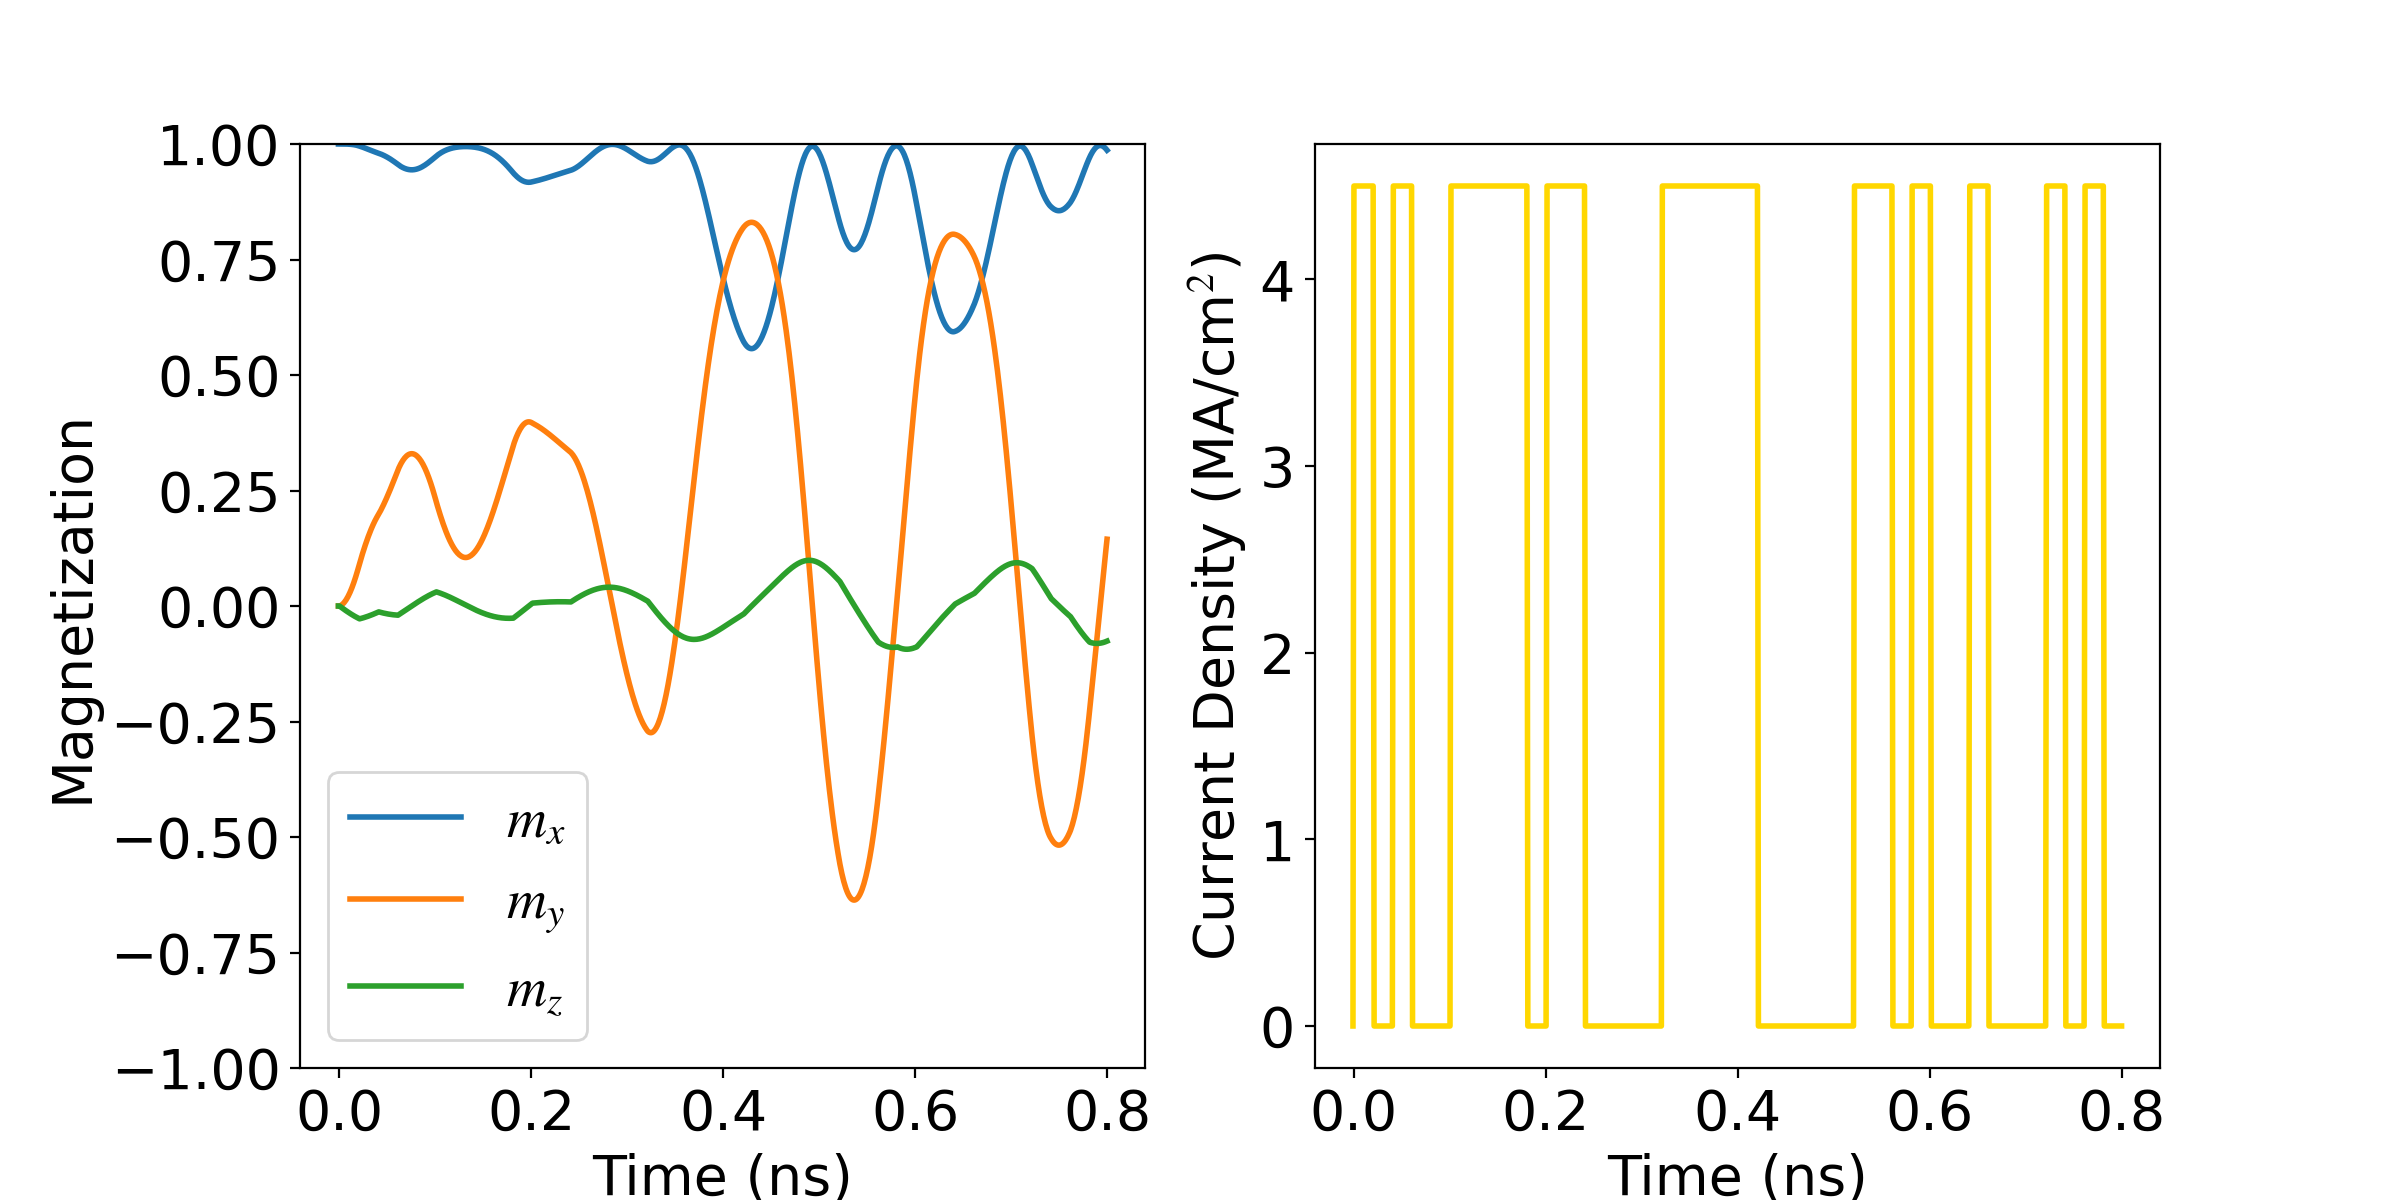 1.00
0.75
0.50
0.25
0.00
−0.25
−0.50
−0.75
−1.00
Magnetization
m_x
m_y
m_z
0.0 0.2 0.4 0.6 0.8
Time (ns)
4
3
2
1
0
Current Density (MA/cm²)
0.0 0.2 0.4 0.6 0.8
Time (ns)